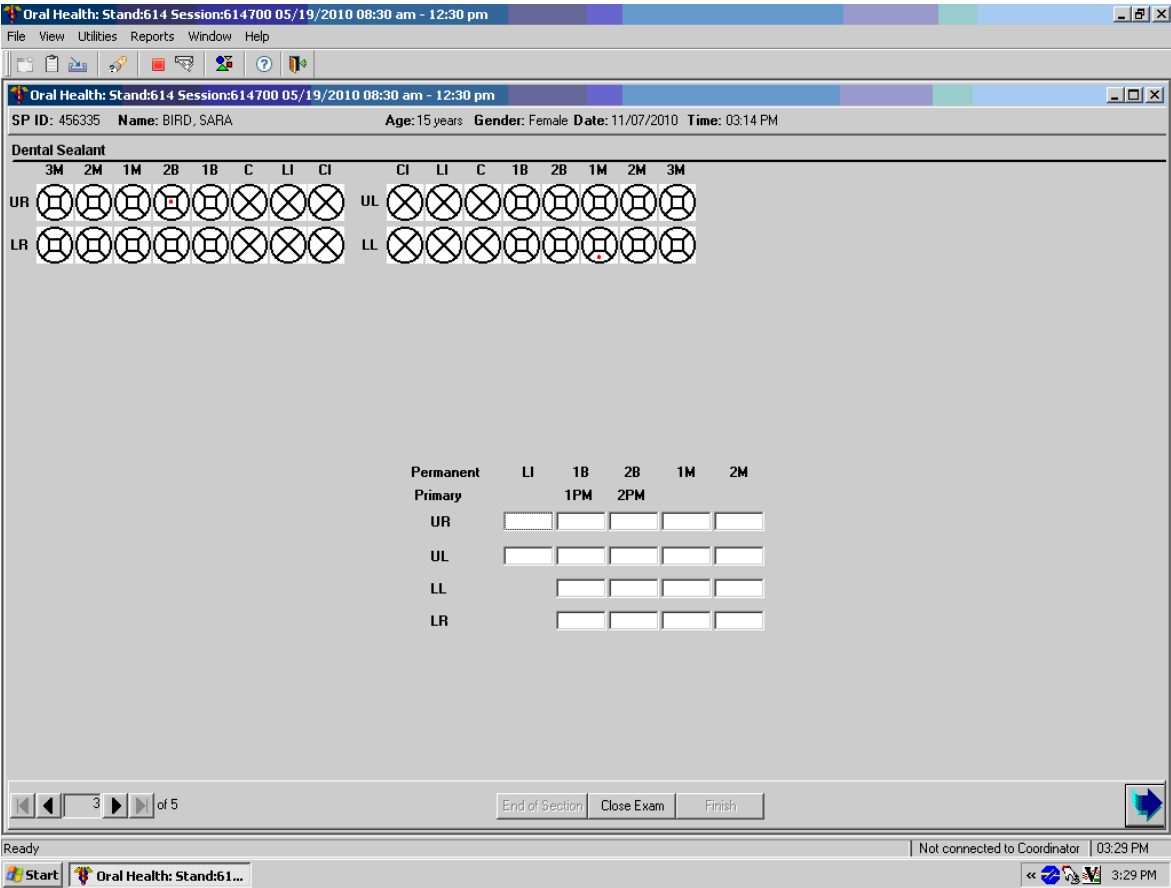 Oral Health: Stand:614 Session:614700 05/19/2010 08:30 am - 12:30 pm
File View Utilities Reports Window Help
Oral Health: Stand:614 Session:614700 05/19/2010 08:30 am - 12:30 pm
SP ID: 456335 Name: BIRD, SARA Age: 15 years Gender: Female Date: 11/07/2010 Time: 03:14 PM
Dental Sealant
3M 2M 1M 2B 1B C LI CI CI LI C 1B 2B 1M 2M 3M
UR UL
LR LL
Permanent LI 1B 2B 1M 2M
Primary 1PM 2PM
UR
UL
LL
LR
3 of 5 End of Section Close Exam Finish
Ready Not connected to Coordinator 03:29 PM
Start Oral Health: Stand:61... « 3:29 PM